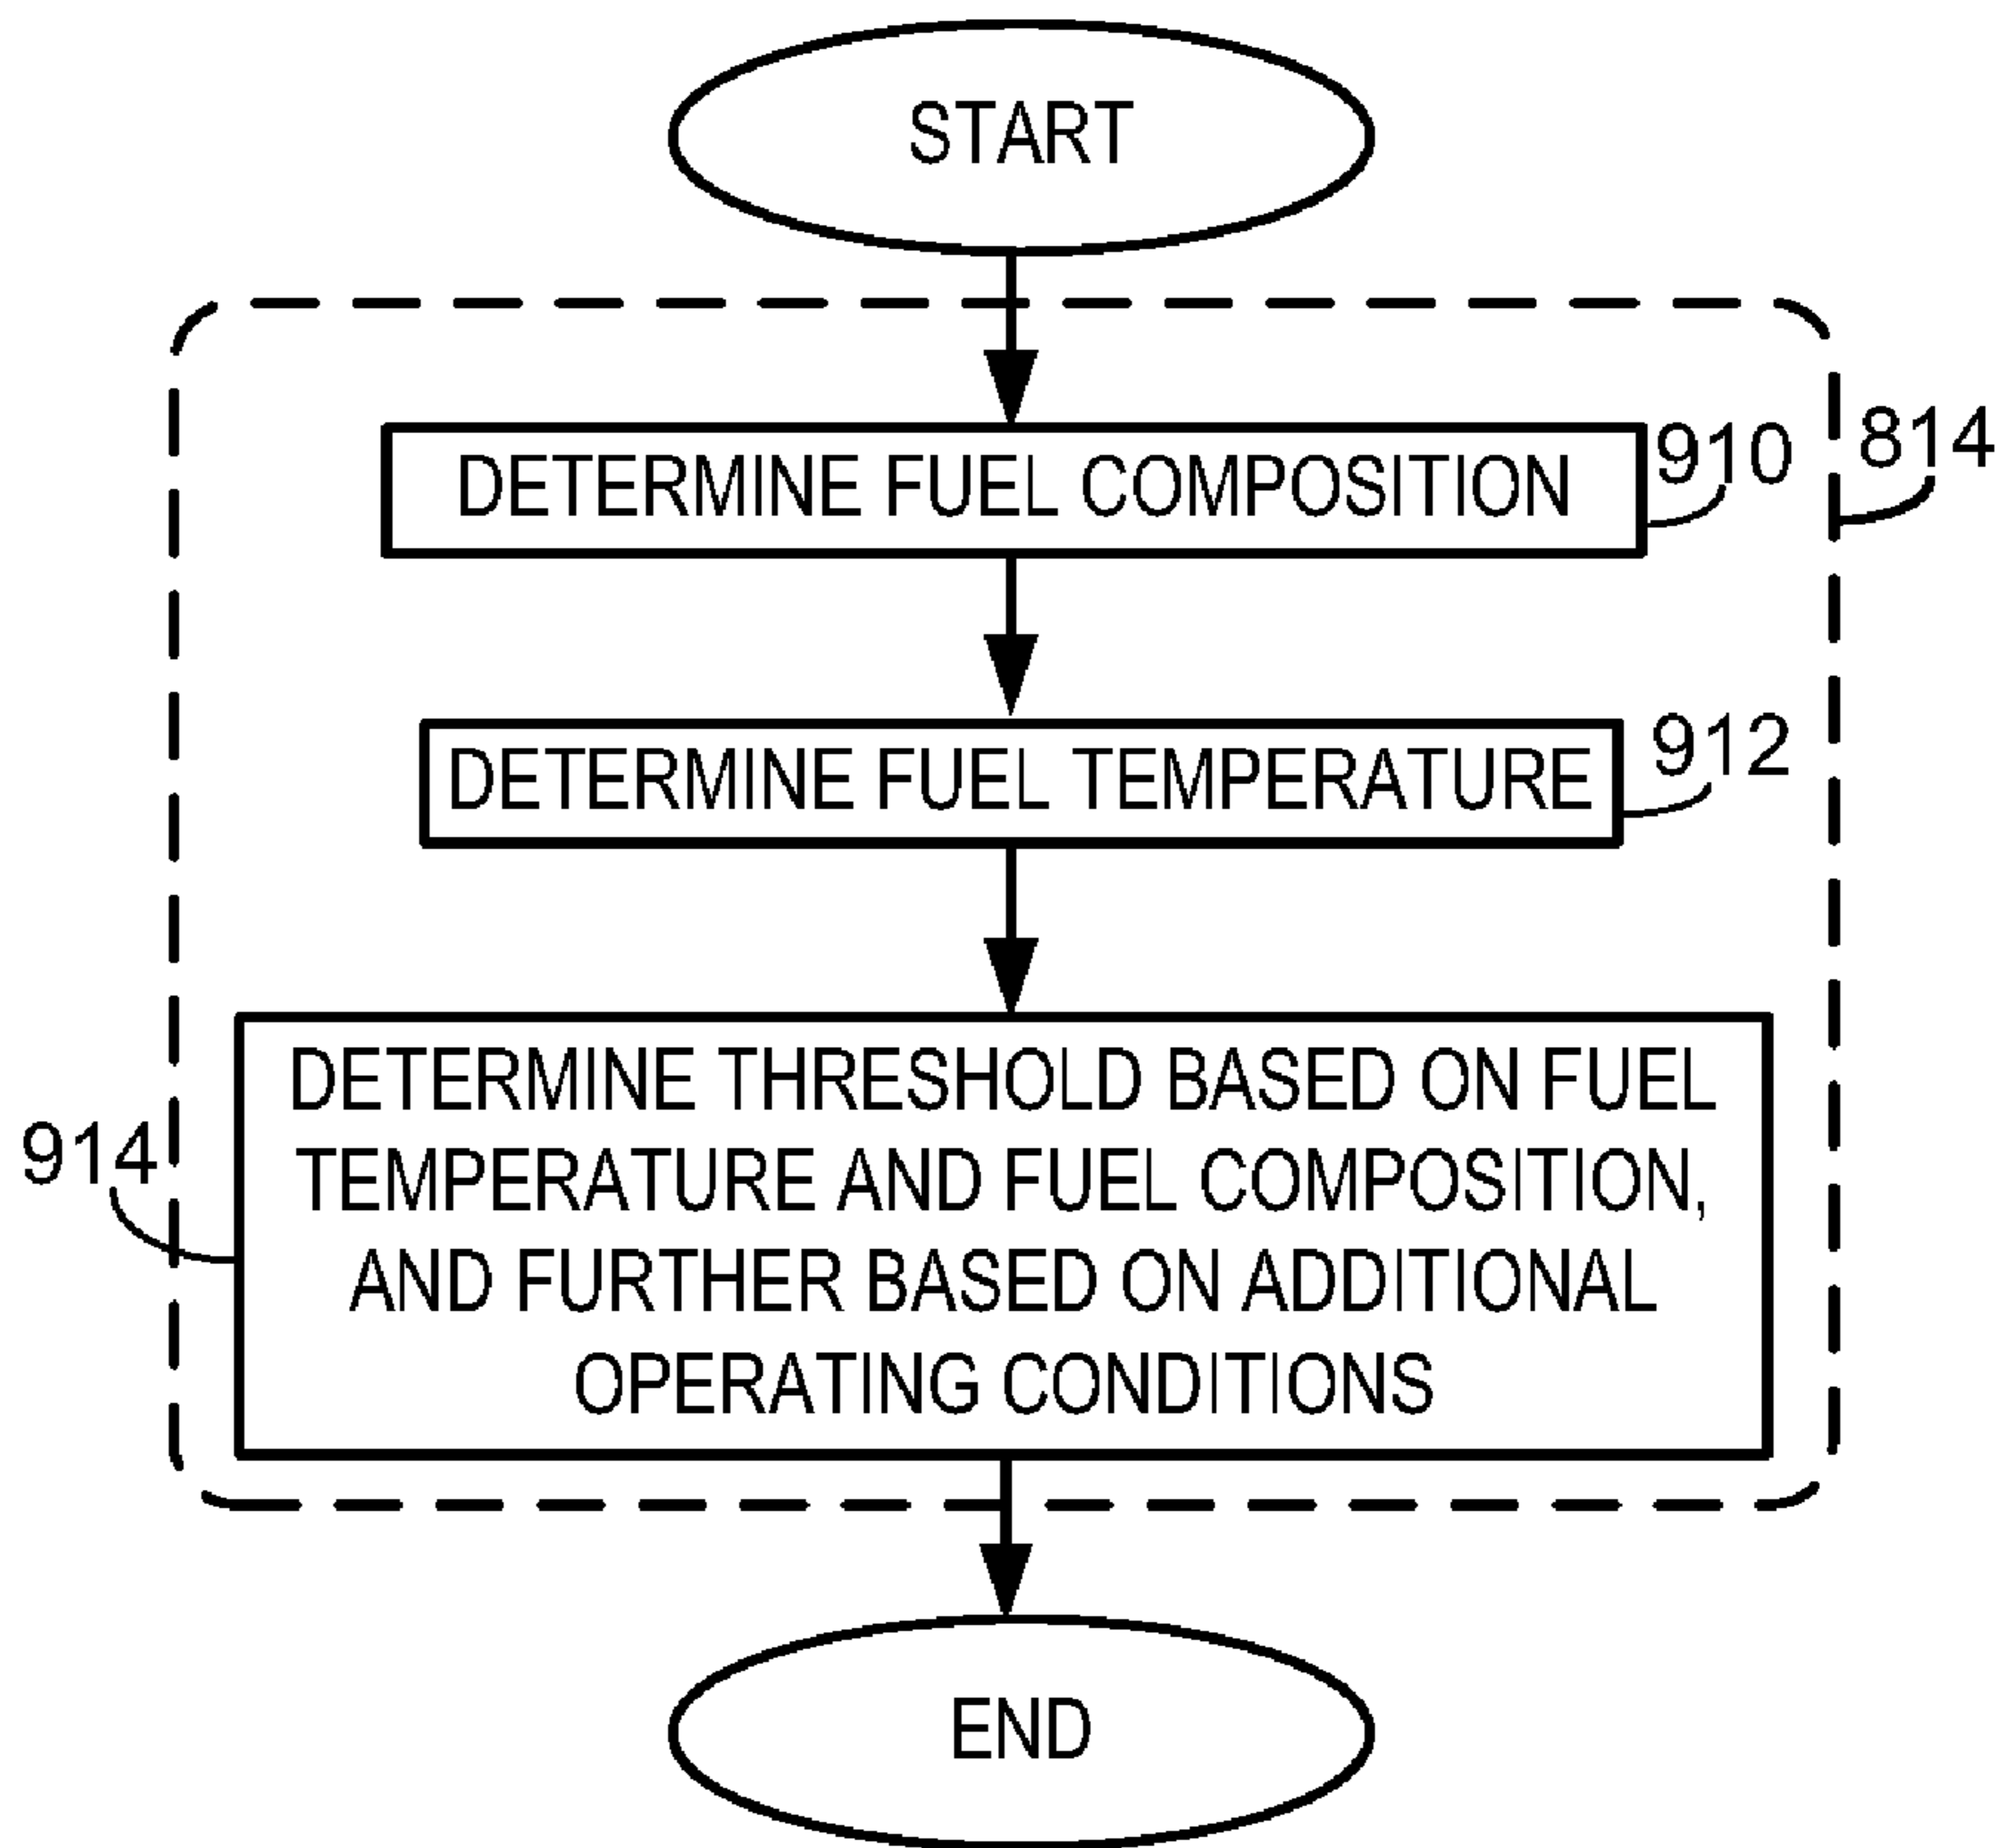 START
DETERMINE FUEL COMPOSITION
910
814
DETERMINE FUEL TEMPERATURE
912
DETERMINE THRESHOLD BASED ON FUEL
TEMPERATURE AND FUEL COMPOSITION,
AND FURTHER BASED ON ADDITIONAL
OPERATING CONDITIONS
914
END